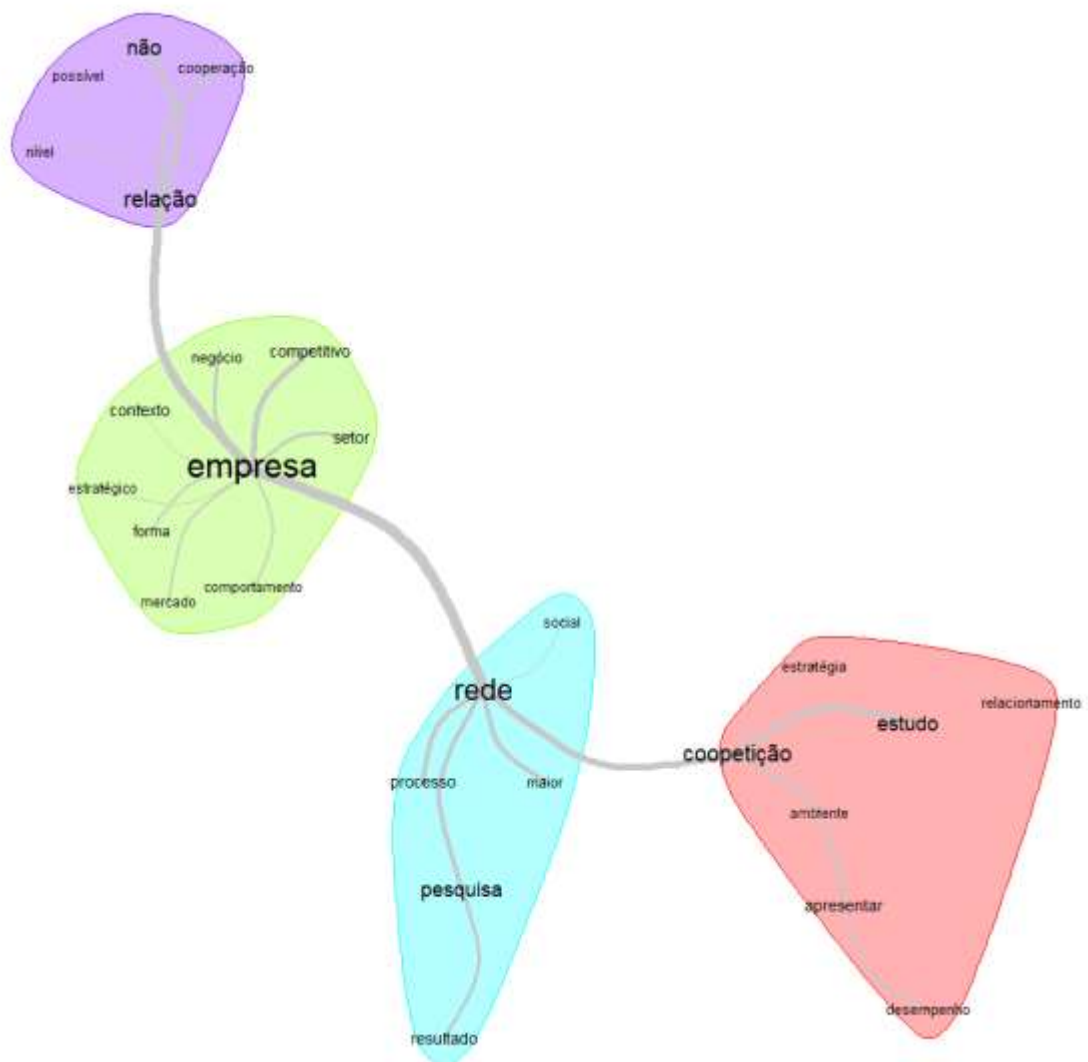 não
cooperação
possível
nível
relação
competitivo
negócio
contexto
setor
empresa
estratégico
forma
comportamento
mercado
social
rede
processo
maior
pesquisa
resultado
estratégia
relacionamento
estudo
coopetição
ambiente
apresentar
desempenho